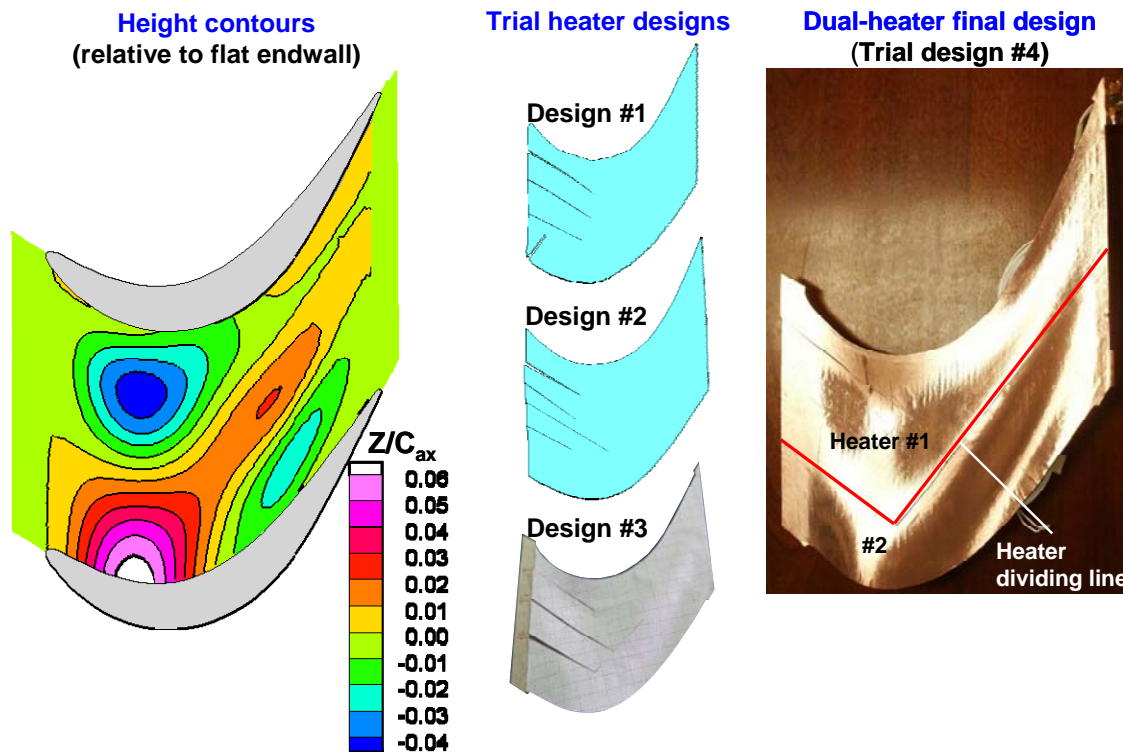 Height contours
(relative to flat endwall)
Z/Cax
0.06
0.05
0.04
0.03
0.02
0.01
0.00
-0.01
-0.02
-0.03
-0.04
Trial heater designs
Design #1
Design #2
Design #3
Dual-heater final design
(Trial design #4)
Heater #1
#2
Heater
dividing line